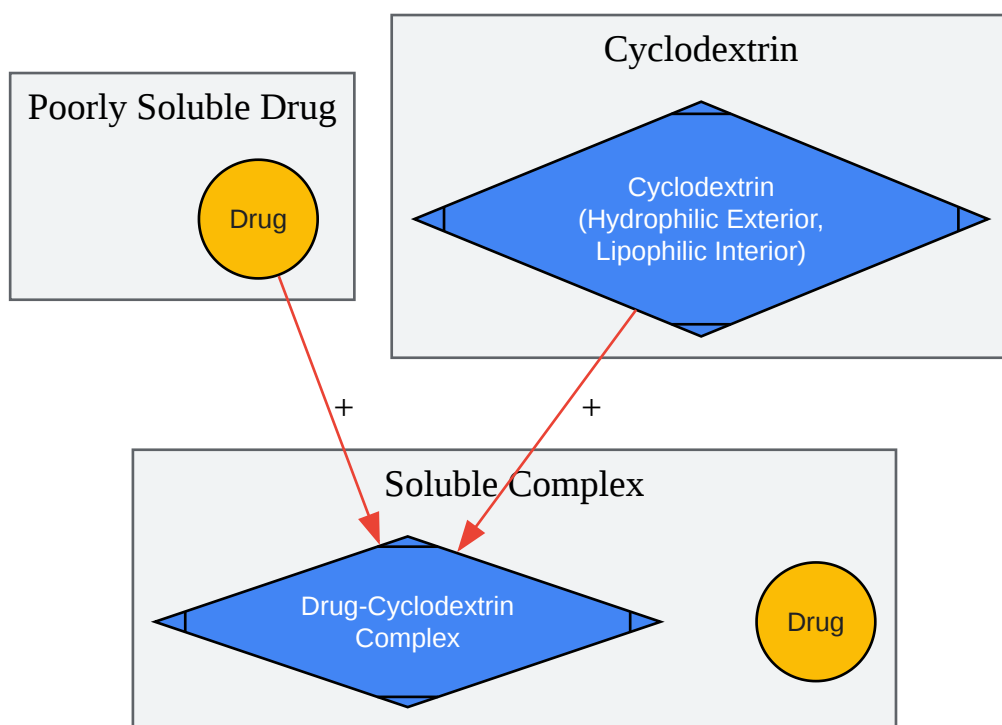 Cyclodextrin
Poorly Soluble Drug
Drug
Cyclodextrin
(Hydrophilic Exterior,
Lipophilic Interior)
+
+
Soluble Complex
Drug-Cyclodextrin
Complex
Drug